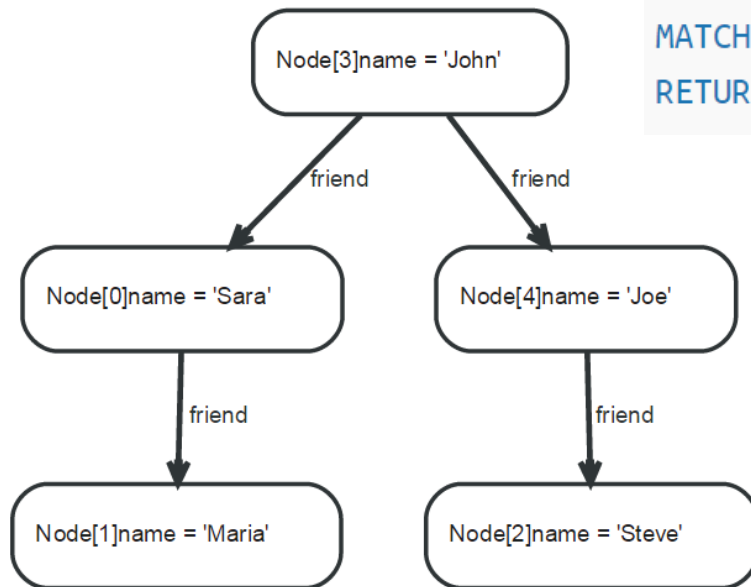 Node[3]name = 'John'
MATCH
RETUR
friend
friend
Node[0]name = 'Sara'
Node[4]name = 'Joe'
friend
friend
Node[1]name = 'Maria'
Node[2]name = 'Steve'